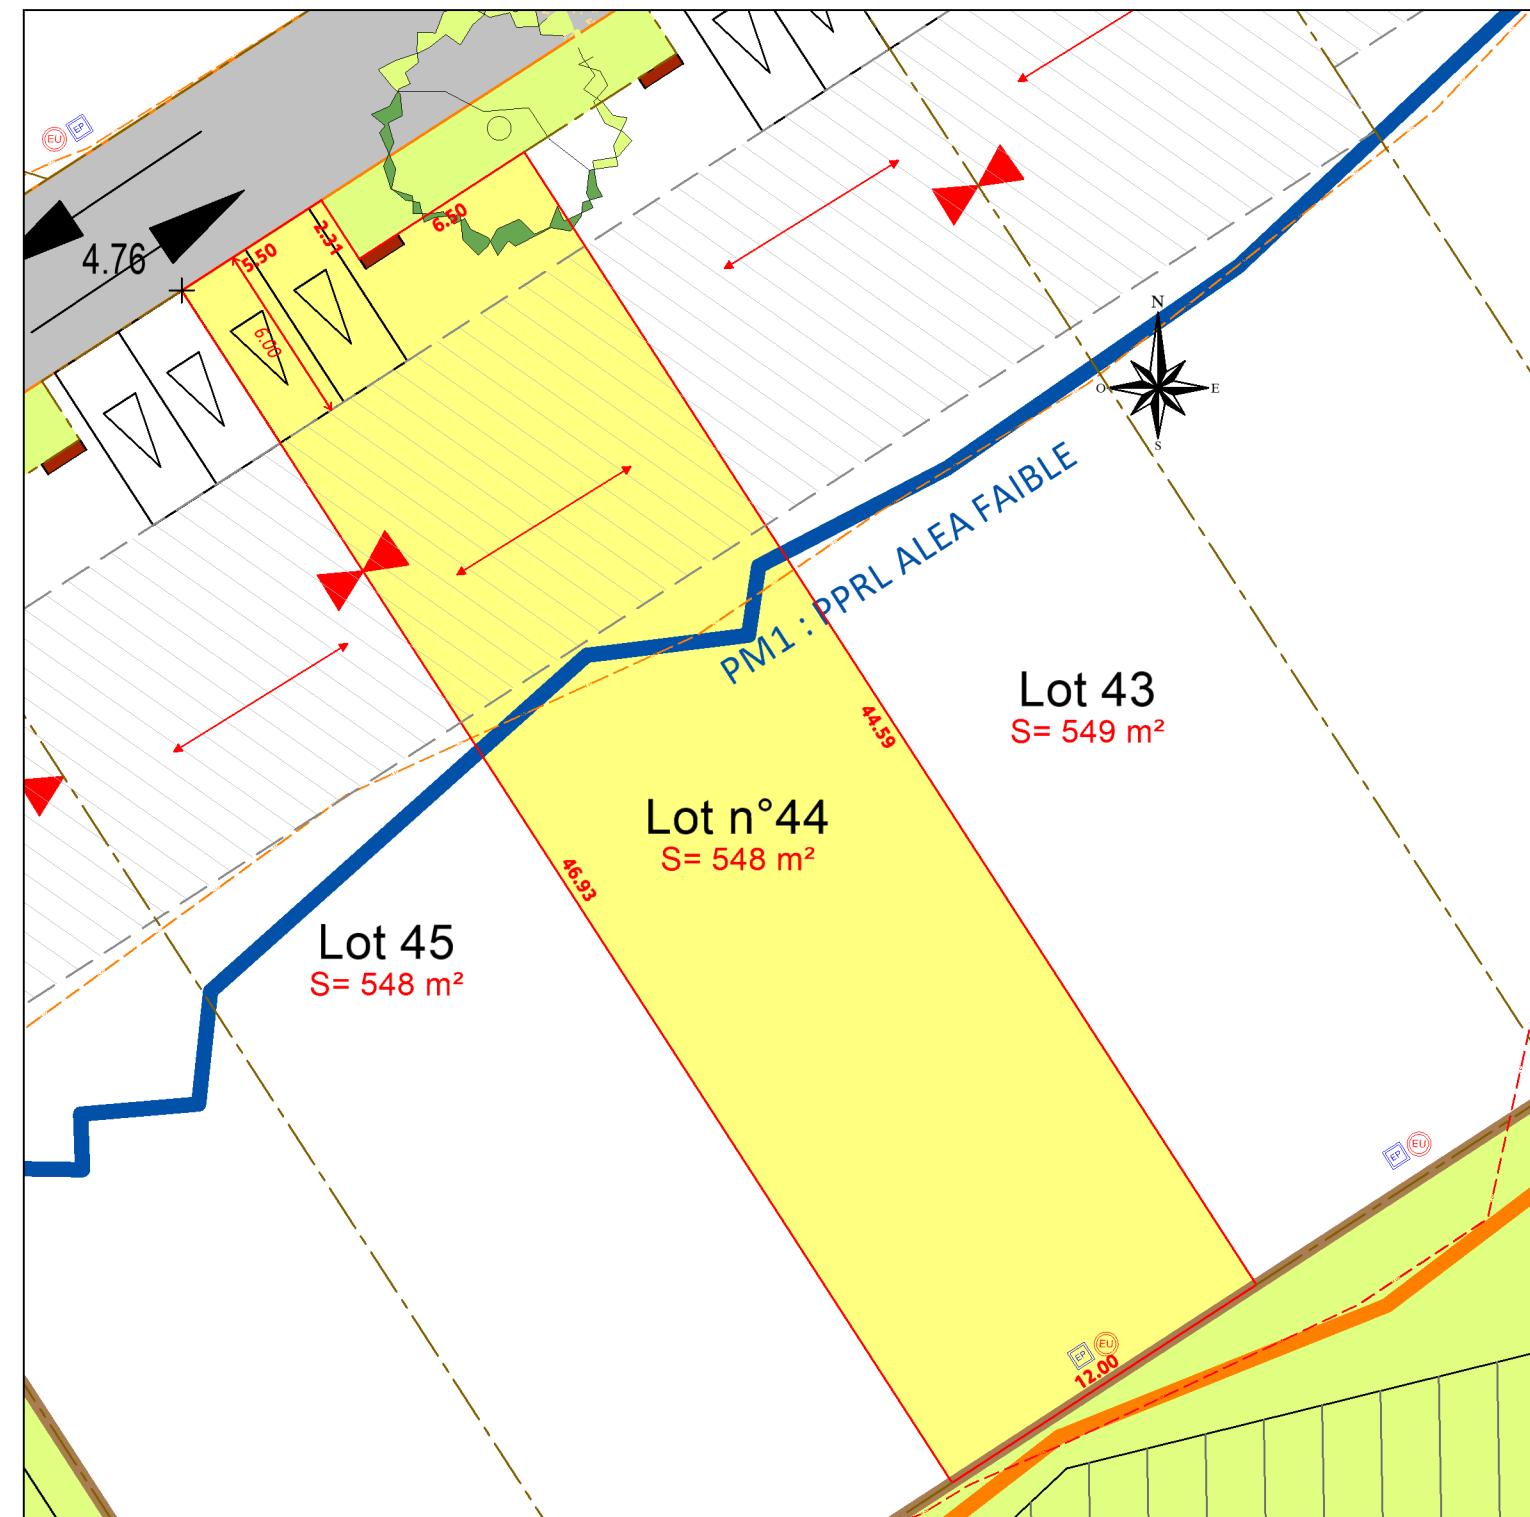 EU
EP
4.76
5.50
2.31
6.50
6.00
N
O
E
S
PM1 : PPRL ALEA FAIBLE
Lot 43
S= 549 m²
44.59
Lot n°44
S= 548 m²
46.93
Lot 45
S= 548 m²
EP
EU
EP
EU
12.00